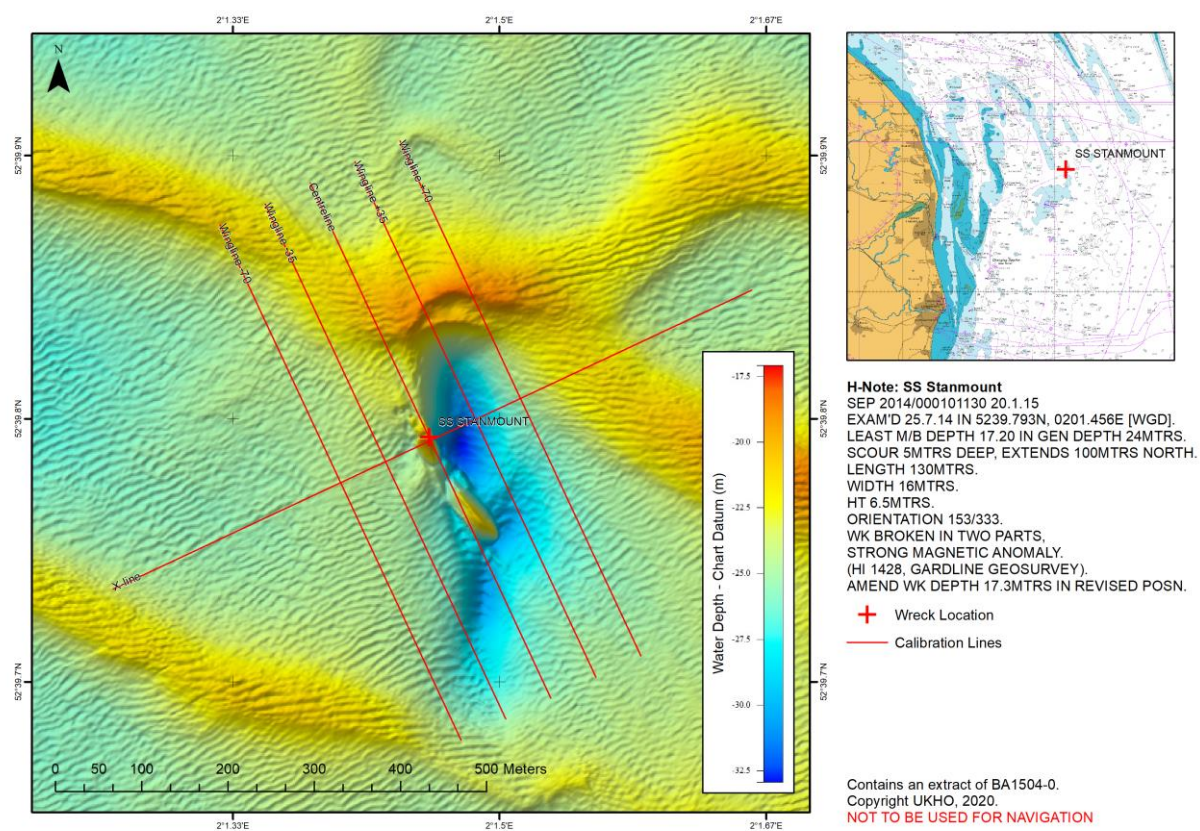 2°1.33'E
2°1.5'E
2°1.67'E
N
52°39.9'N
52°39.9'N
Wingline -70
Wingline -35
Centreline
Wingline +35
Wingline +70
SS STANMOUNT
52°39.8'N
52°39.8'N
X-line
52°39.7'N
52°39.7'N
Water Depth - Chart Datum (m)
-17.5
-20.0
-22.5
-25.0
-27.5
-30.0
-32.5
0 50 100 200 300 400 500 Meters
2°1.33'E
2°1.5'E
2°1.67'E
SS STANMOUNT
H-Note: SS Stanmount
SEP 2014/000101130 20.1.15
EXAM'D 25.7.14 IN 5239.793N, 0201.456E [WGD].
LEAST M/B DEPTH 17.20 IN GEN DEPTH 24MTRS.
SCOUR 5MTRS DEEP, EXTENDS 100MTRS NORTH.
LENGTH 130MTRS.
WIDTH 16MTRS.
HT 6.5MTRS.
ORIENTATION 153/333.
WK BROKEN IN TWO PARTS,
STRONG MAGNETIC ANOMALY.
(HI 1428, GARDLINE GEOSURVEY).
AMEND WK DEPTH 17.3MTRS IN REVISED POSN.
Wreck Location
Calibration Lines
Contains an extract of BA1504-0.
Copyright UKHO, 2020.
NOT TO BE USED FOR NAVIGATION